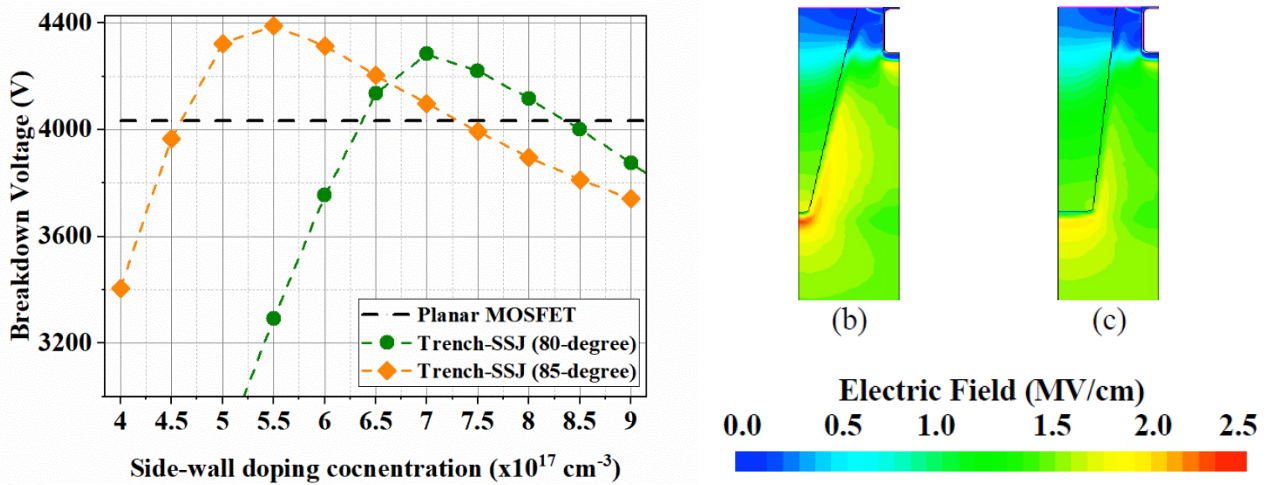 4400
4000
3600
3200
Breakdown Voltage (V)
Planar MOSFET
Trench-SSJ (80-degree)
Trench-SSJ (85-degree)
4 4.5 5 5.5 6 6.5 7 7.5 8 8.5 9
Side-wall doping cocnentration (x10¹⁷ cm⁻³)
(b) (c)
Electric Field (MV/cm)
0.0 1.0 1.5 2.0 2.5